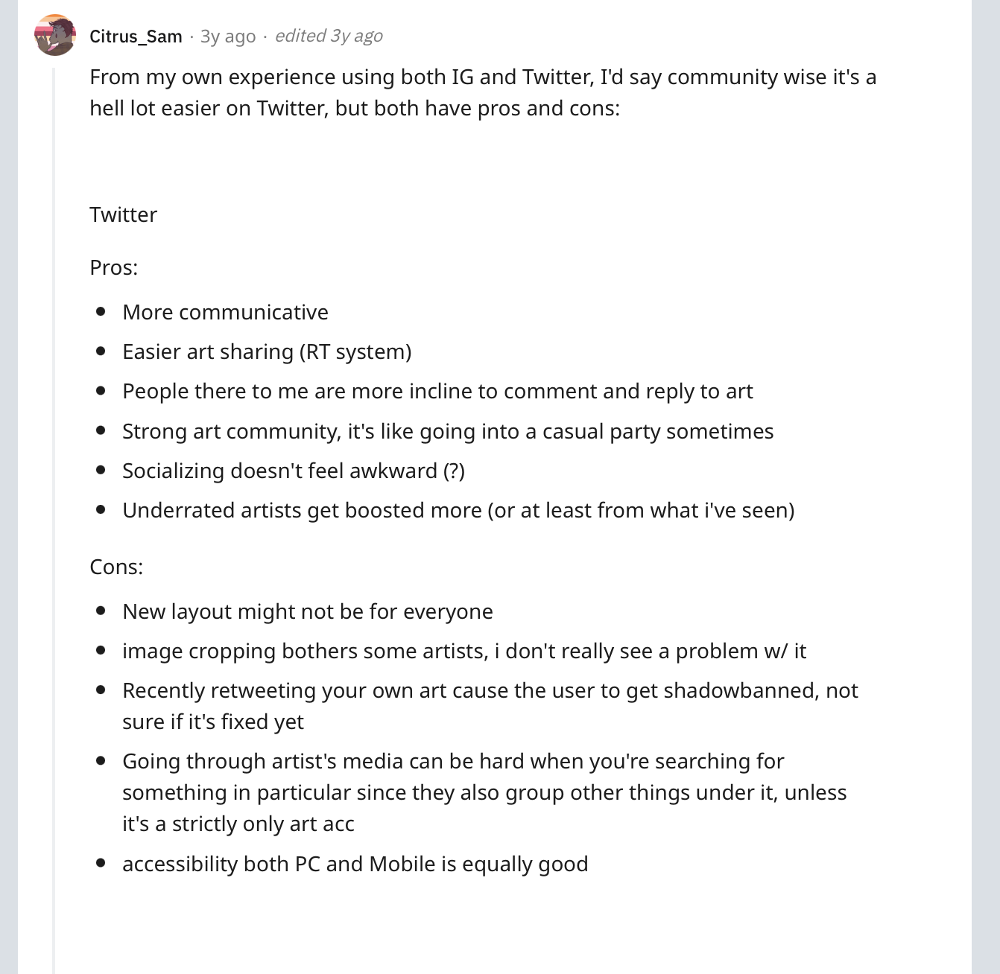 Citrus_Sam · 3y ago · edited 3y ago
From my own experience using both IG and Twitter, I'd say community wise it's a
hell lot easier on Twitter, but both have pros and cons:
Twitter
Pros:
• More communicative
• Easier art sharing (RT system)
• People there to me are more incline to comment and reply to art
• Strong art community, it's like going into a casual party sometimes
• Socializing doesn't feel awkward (?)
• Underrated artists get boosted more (or at least from what i've seen)
Cons:
• New layout might not be for everyone
• image cropping bothers some artists, i don't really see a problem w/ it
• Recently retweeting your own art cause the user to get shadowbanned, not
sure if it's fixed yet
• Going through artist's media can be hard when you're searching for
something in particular since they also group other things under it, unless
it's a strictly only art acc
• accessibility both PC and Mobile is equally good